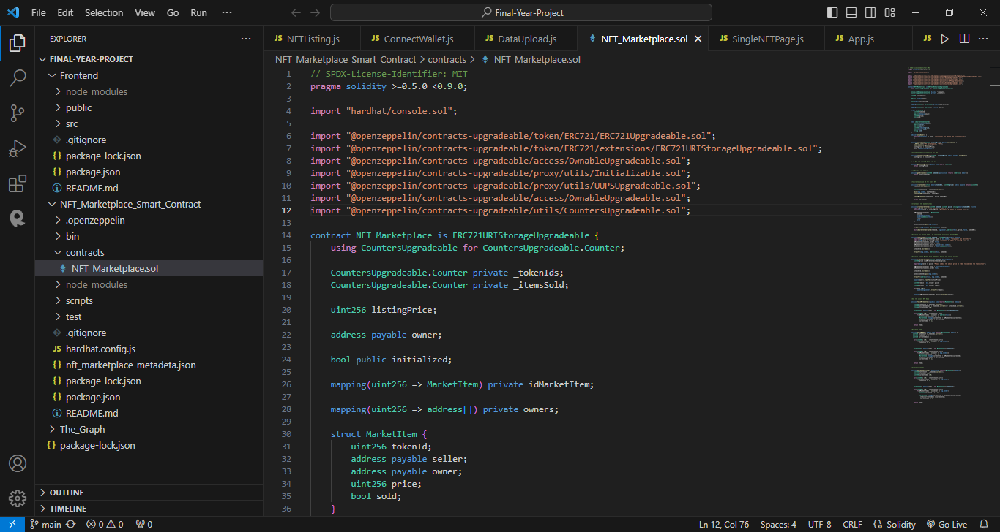 File Edit Selection View Go Run ··· Final-Year-Project
EXPLORER ···
FINAL-YEAR-PROJECT
Frontend
node_modules
public
src
.gitignore
{} package-lock.json
{} package.json
README.md
NFT_Marketplace_Smart_Contract
.openzeppelin
bin
contracts
NFT_Marketplace.sol
node_modules
scripts
test
.gitignore
JS hardhat.config.js
{} nft_marketplace-metadeta.json
{} package-lock.json
{} package.json
README.md
The_Graph
{} package-lock.json
OUTLINE
TIMELINE
JS NFTListing.js JS ConnectWallet.js JS DataUpload.js NFT_Marketplace.sol JS SingleNFTPage.js JS App.js JS ···
NFT_Marketplace_Smart_Contract > contracts > NFT_Marketplace.sol
1 // SPDX-License-Identifier: MIT
2 pragma solidity >=0.5.0 <0.9.0;
3
4 import "hardhat/console.sol";
5
6 import "@openzeppelin/contracts-upgradeable/token/ERC721/ERC721Upgradeable.sol";
7 import "@openzeppelin/contracts-upgradeable/token/ERC721/extensions/ERC721URIStorageUpgradeable.sol";
8 import "@openzeppelin/contracts-upgradeable/access/OwnableUpgradeable.sol";
9 import "@openzeppelin/contracts-upgradeable/proxy/utils/Initializable.sol";
10 import "@openzeppelin/contracts-upgradeable/proxy/utils/UUPSUpgradeable.sol";
11 import "@openzeppelin/contracts-upgradeable/access/OwnableUpgradeable.sol";
12 import "@openzeppelin/contracts-upgradeable/utils/CountersUpgradeable.sol";
13
14 contract NFT_Marketplace is ERC721URIStorageUpgradeable {
15 using CountersUpgradeable for CountersUpgradeable.Counter;
16
17 CountersUpgradeable.Counter private _tokenIds;
18 CountersUpgradeable.Counter private _itemsSold;
19
20 uint256 listingPrice;
21
22 address payable owner;
23
24 bool public initialized;
25
26 mapping(uint256 => MarketItem) private idMarketItem;
27
28 mapping(uint256 => address[]) private owners;
29
30 struct MarketItem {
31 uint256 tokenId;
32 address payable seller;
33 address payable owner;
34 uint256 price;
35 bool sold;
36 }
main 0 0 0 Ln 12, Col 76 Spaces: 4 UTF-8 CRLF {} Solidity Go Live